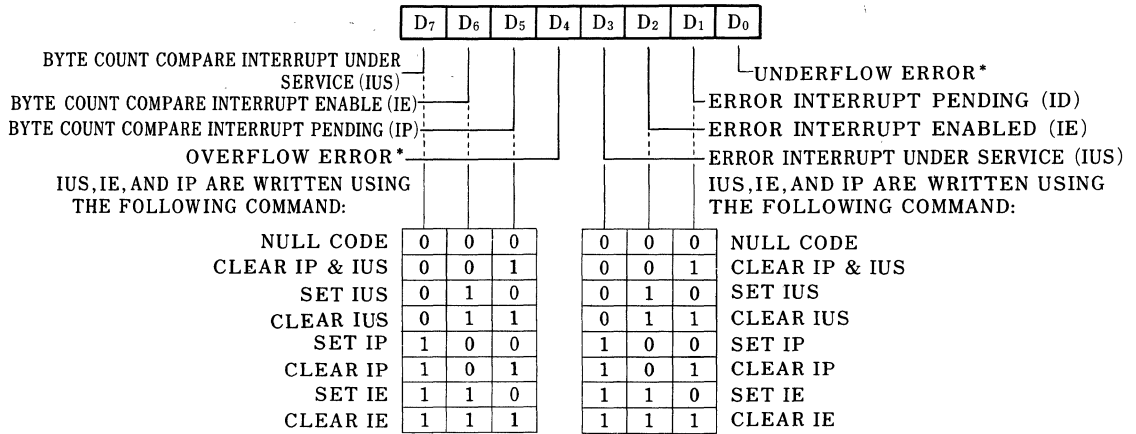 D7 D6 D5 D4 D3 D2 D1 D0
BYTE COUNT COMPARE INTERRUPT UNDER
SERVICE (IUS)
BYTE COUNT COMPARE INTERRUPT ENABLE (IE)
BYTE COUNT COMPARE INTERRUPT PENDING (IP)
OVERFLOW ERROR*
IUS, IE, AND IP ARE WRITTEN USING
THE FOLLOWING COMMAND:
UNDERFLOW ERROR*
ERROR INTERRUPT PENDING (ID)
ERROR INTERRUPT ENABLED (IE)
ERROR INTERRUPT UNDER SERVICE (IUS)
IUS, IE, AND IP ARE WRITTEN USING
THE FOLLOWING COMMAND:
NULL CODE 0 0 0 0 0 0 NULL CODE
CLEAR IP & IUS 0 0 1 0 0 1 CLEAR IP & IUS
SET IUS 0 1 0 0 1 0 SET IUS
CLEAR IUS 0 1 1 0 1 1 CLEAR IUS
SET IP 1 0 0 1 0 0 SET IP
CLEAR IP 1 0 1 1 0 1 CLEAR IP
SET IE 1 1 0 1 1 0 SET IE
CLEAR IE 1 1 1 1 1 1 CLEAR IE